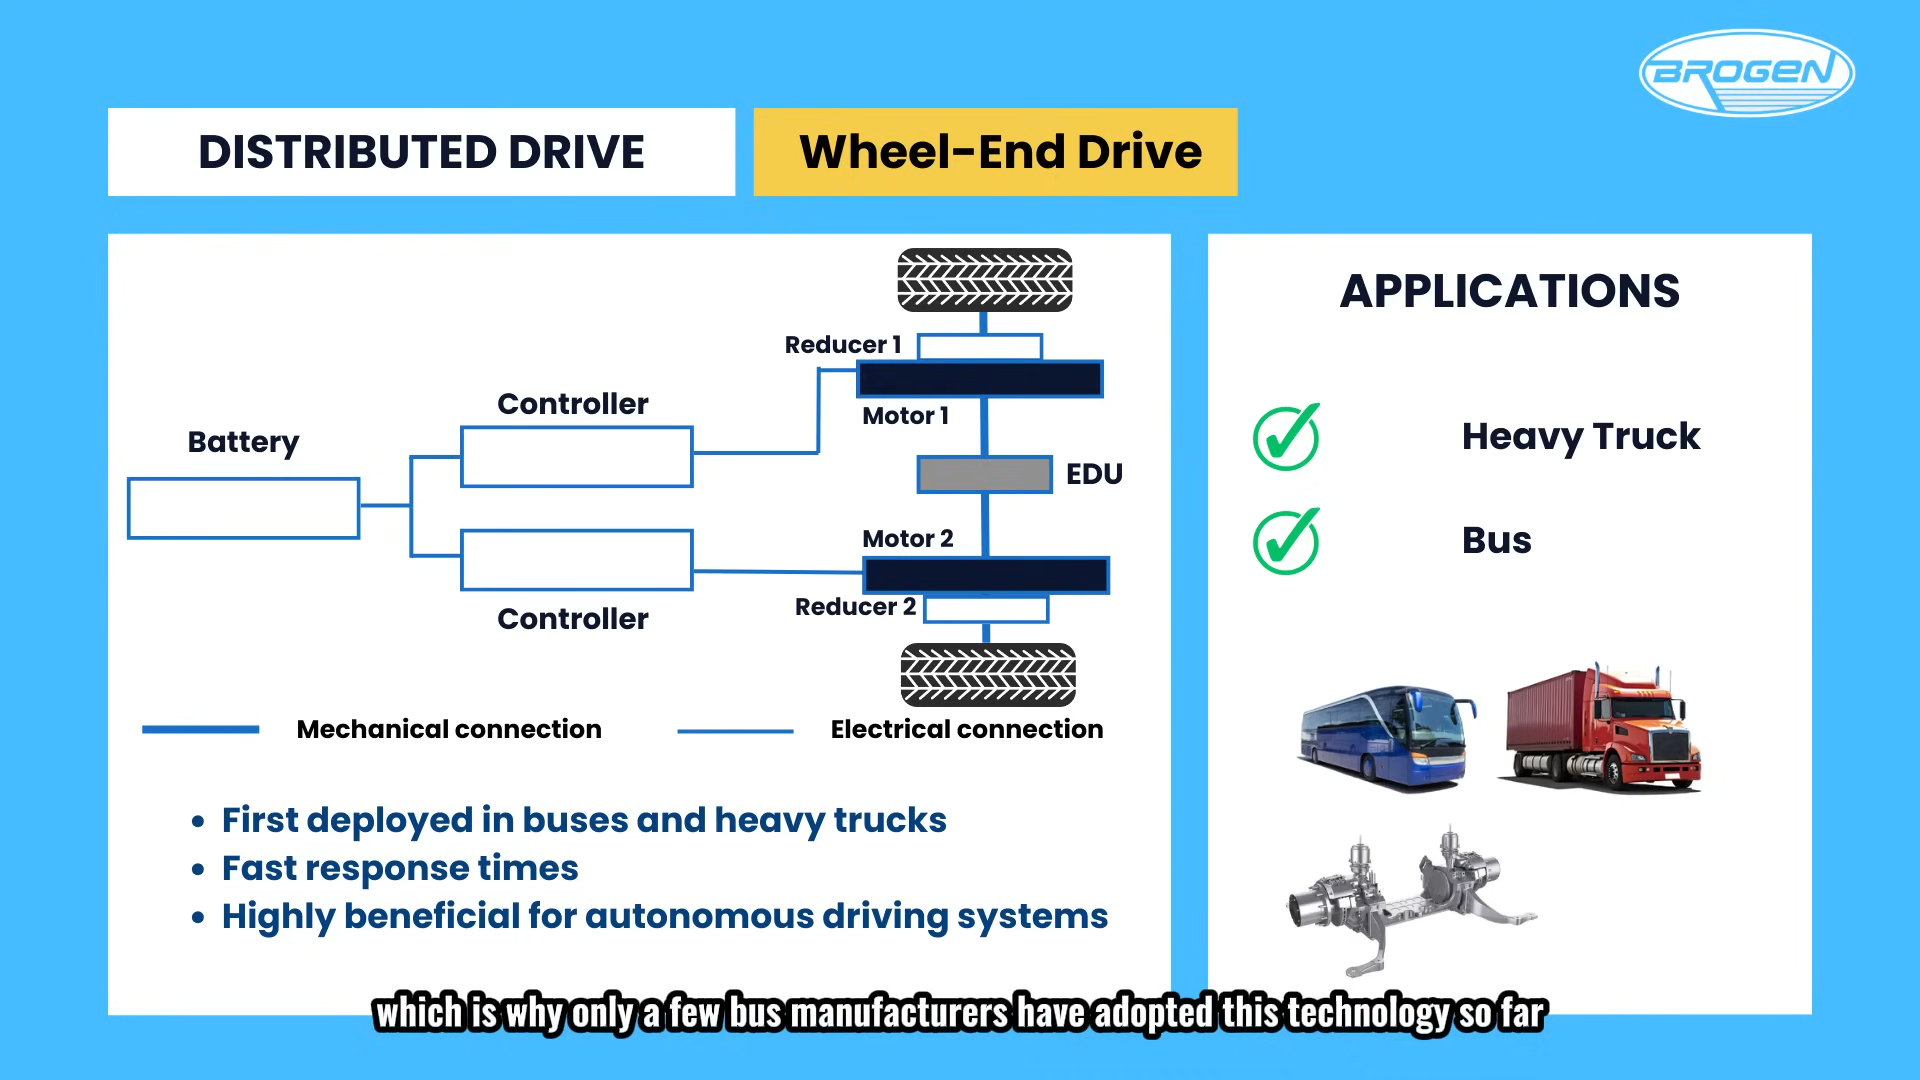 BROGEN
DISTRIBUTED DRIVE
Wheel-End Drive
Reducer 1
Motor 1
Controller
Battery
EDU
Motor 2
Reducer 2
Controller
Mechanical connection
Electrical connection
• First deployed in buses and heavy trucks
• Fast response times
• Highly beneficial for autonomous driving systems
APPLICATIONS
Heavy Truck
Bus
which is why only a few bus manufacturers have adopted this technology so far